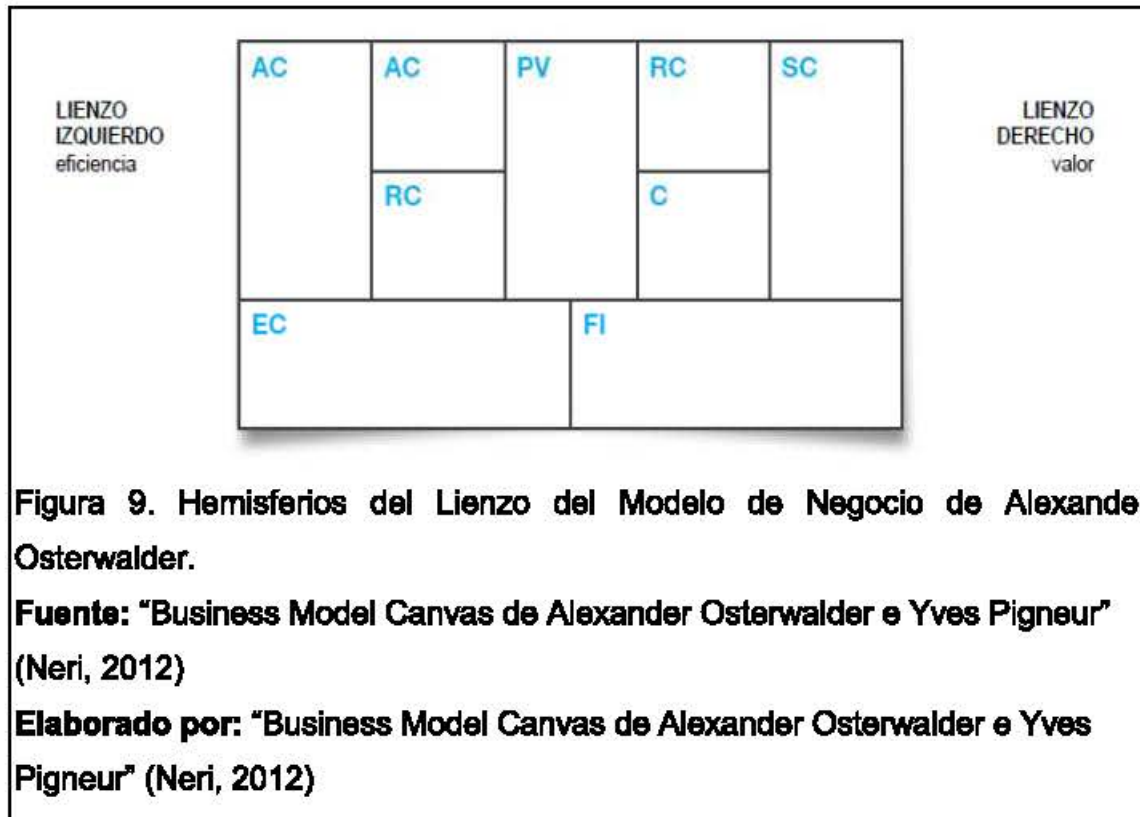 AC AC PV RC SC
LIENZO
IZQUIERDO
eficiencia
LIENZO
DERECHO
valor
RC C
EC FI
Figura 9. Hemisferios del Lienzo del Modelo de Negocio de Alexande
Osterwalder.
Fuente: “Business Model Canvas de Alexander Osterwalder e Yves Pigneur”
(Neri, 2012)
Elaborado por: “Business Model Canvas de Alexander Osterwalder e Yves
Pigneur” (Neri, 2012)